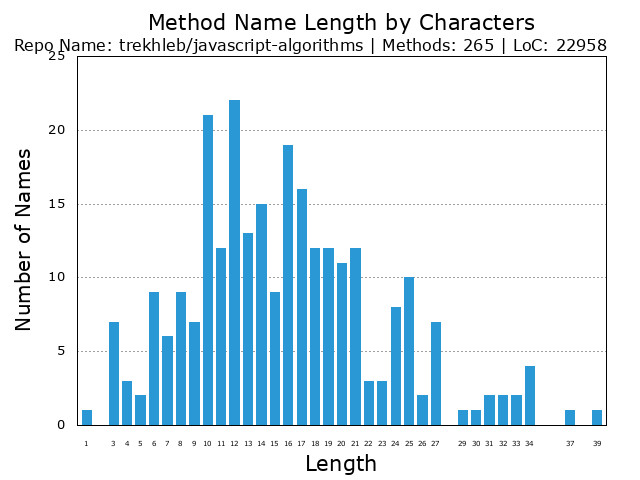 Method Name Length by Characters
Repo Name: trekhleb/javascript-algorithms | Methods: 265 | LoC: 22958
25
20
15
10
5
0
Number of Names
1 3 4 5 6 7 8 9 10 11 12 13 14 15 16 17 18 19 20 21 22 23 24 25 26 27 29 30 31 32 33 34 37 39
Length